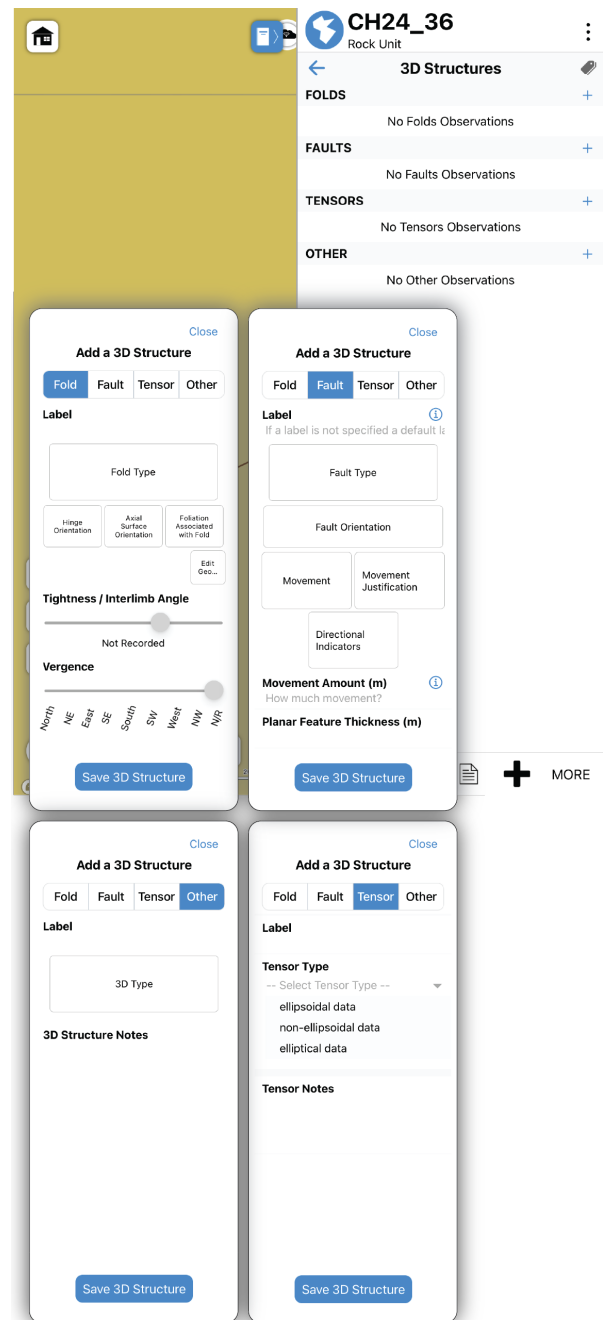 CH24_36
Rock Unit
3D Structures
FOLDS
No Folds Observations
FAULTS
No Faults Observations
TENSORS
No Tensors Observations
OTHER
No Other Observations
Close
Add a 3D Structure
Fold Fault Tensor Other
Label
Fold Type
Hinge
Orientation
Axial
Surface
Orientation
Foliation
Associated
with Fold
Edit
Geo...
Tightness / Interlimb Angle
Not Recorded
Vergence
North NE East SE South SW West NW N/R
Save 3D Structure
Close
Add a 3D Structure
Fold Fault Tensor Other
Label
If a label is not specified a default la
Fault Type
Fault Orientation
Movement
Movement
Justification
Directional
Indicators
Movement Amount (m)
How much movement?
Planar Feature Thickness (m)
Save 3D Structure
MORE
Close
Add a 3D Structure
Fold Fault Tensor Other
Label
3D Type
3D Structure Notes
Save 3D Structure
Close
Add a 3D Structure
Fold Fault Tensor Other
Label
Tensor Type
-- Select Tensor Type --
ellipsoidal data
non-ellipsoidal data
elliptical data
Tensor Notes
Save 3D Structure